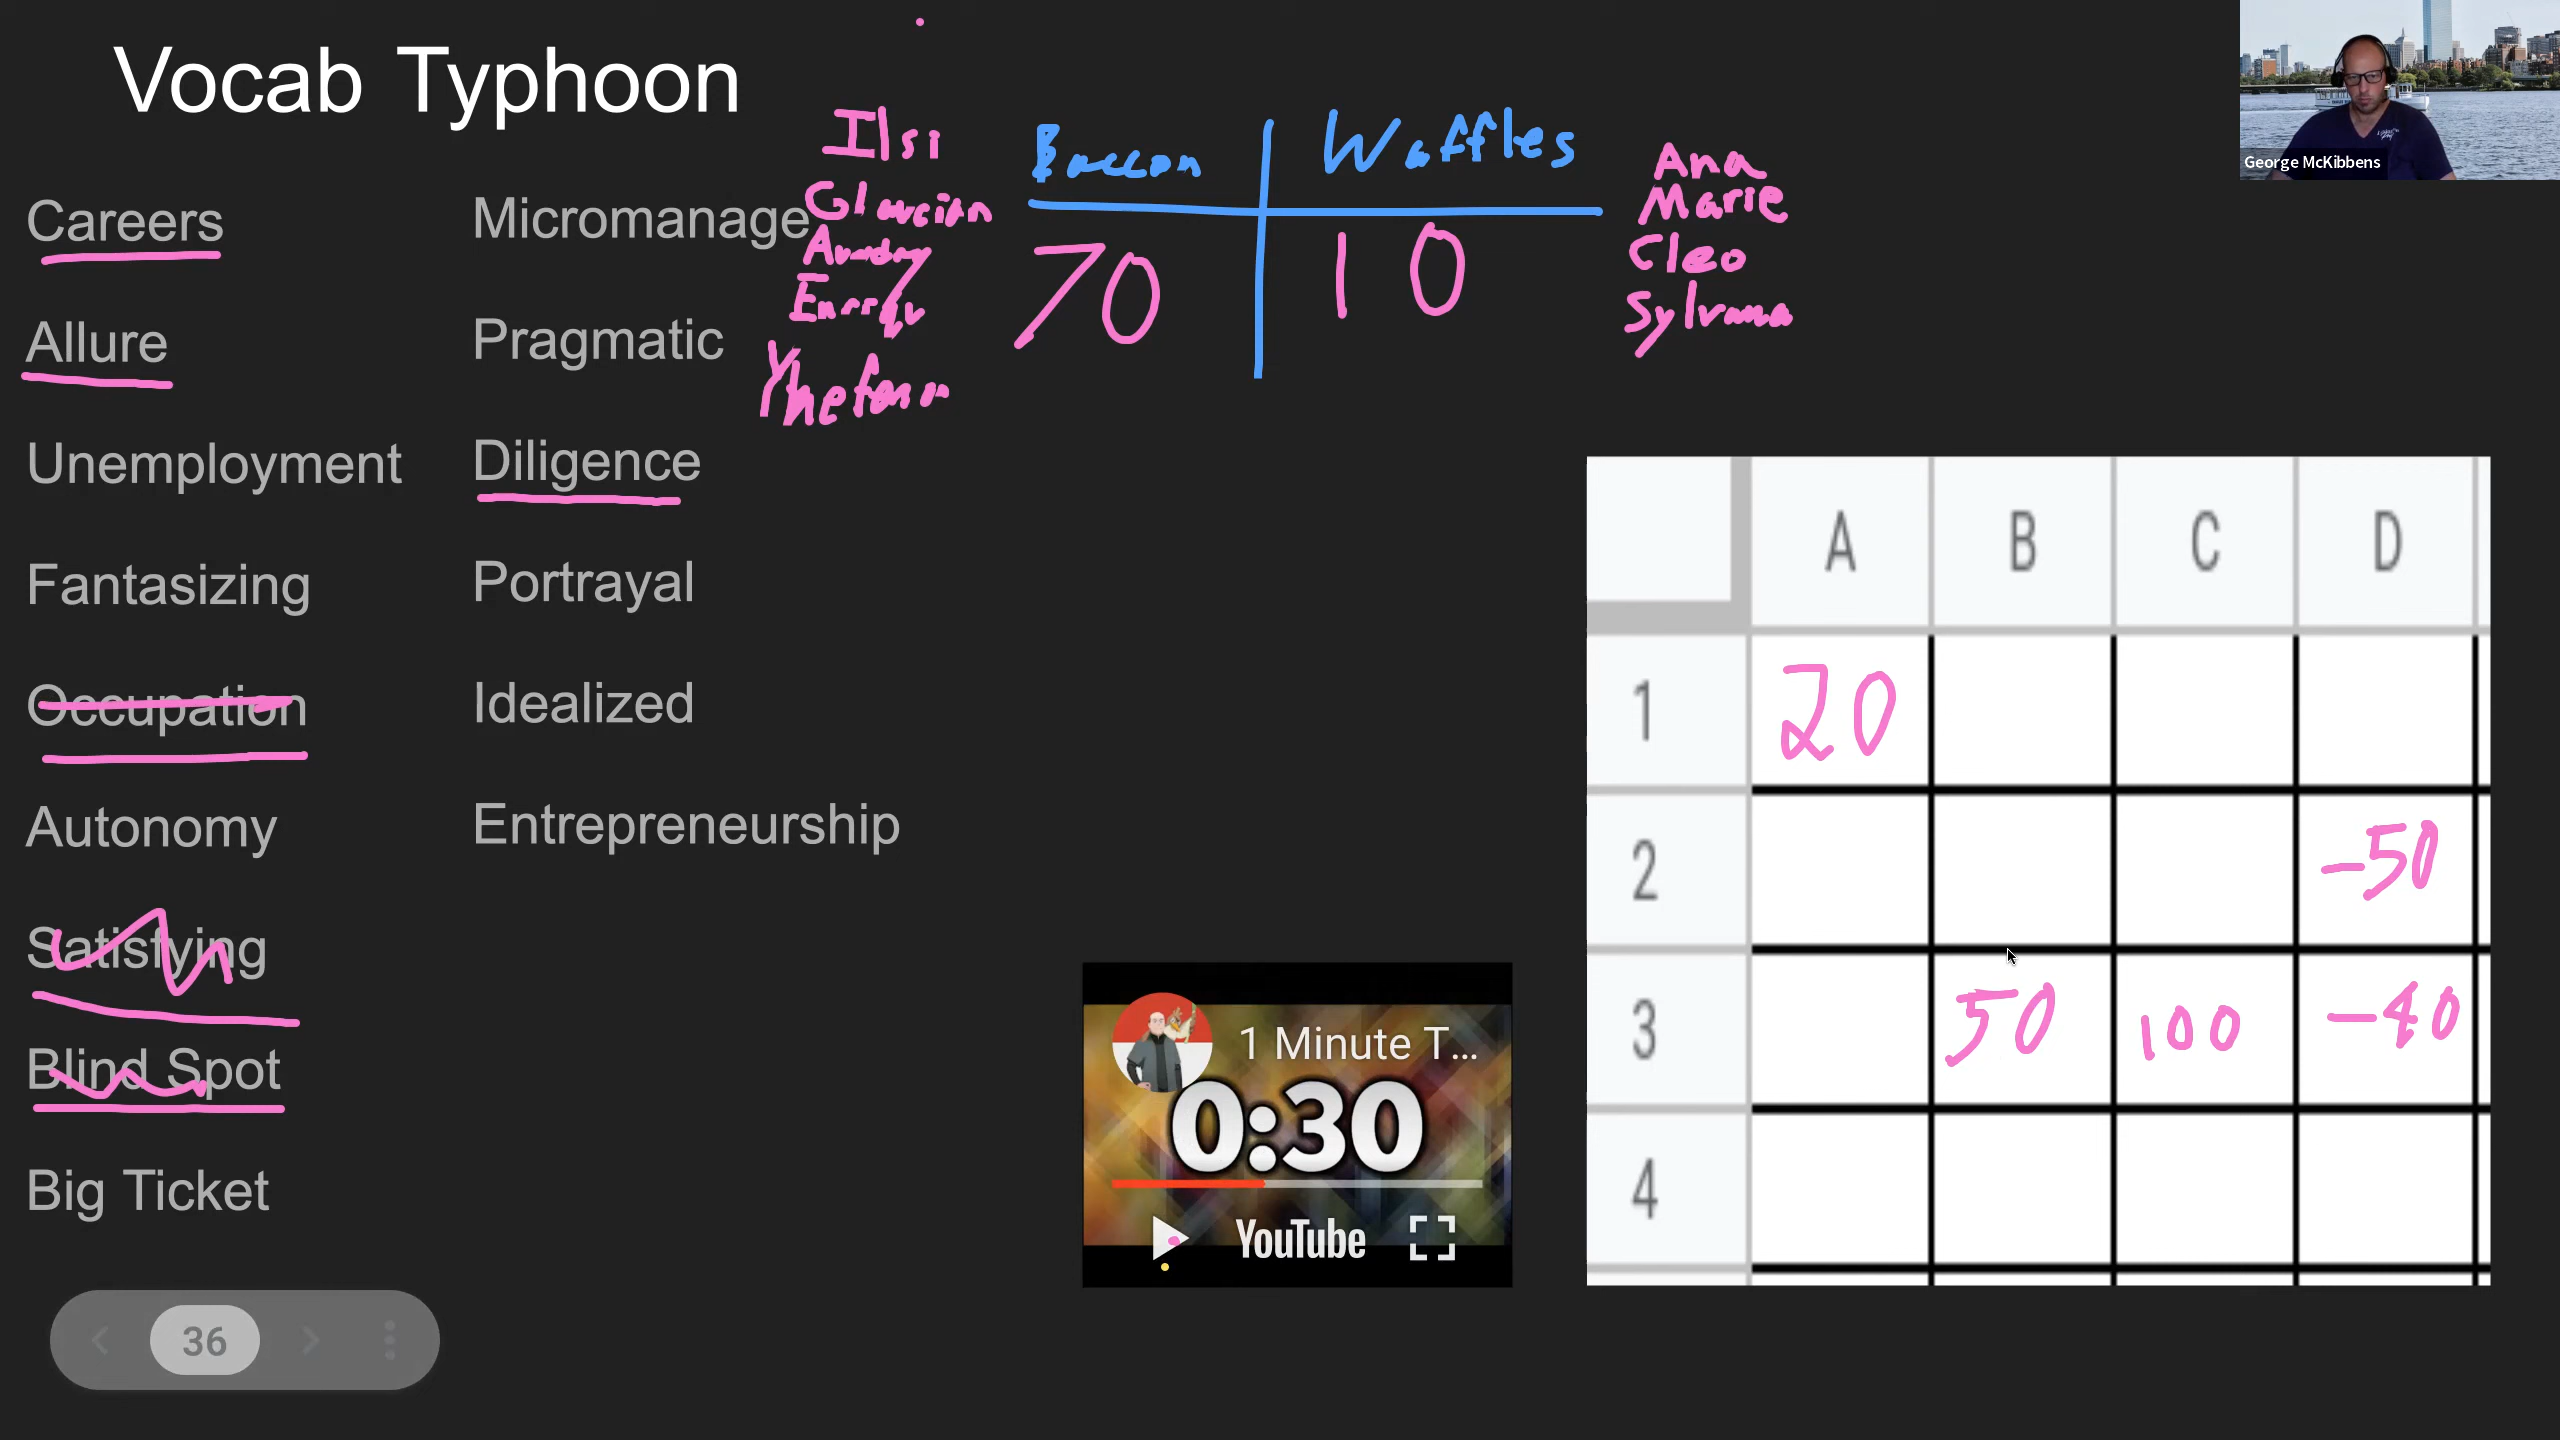 Vocab Typhoon
Careers
Allure
Unemployment
Fantasizing
Occupation
Autonomy
Satisfying
Blind Spot
Big Ticket
Micromanage
Pragmatic
Diligence
Portrayal
Idealized
Entrepreneurship
Ilsi
Bacon Waffles
70 10
Ana
Marie
Cleo
Sylvana
George McKibbens
A B C D
1 20
2 -50
3 50 100 -40
4
1 Minute T...
0:30
YouTube
36